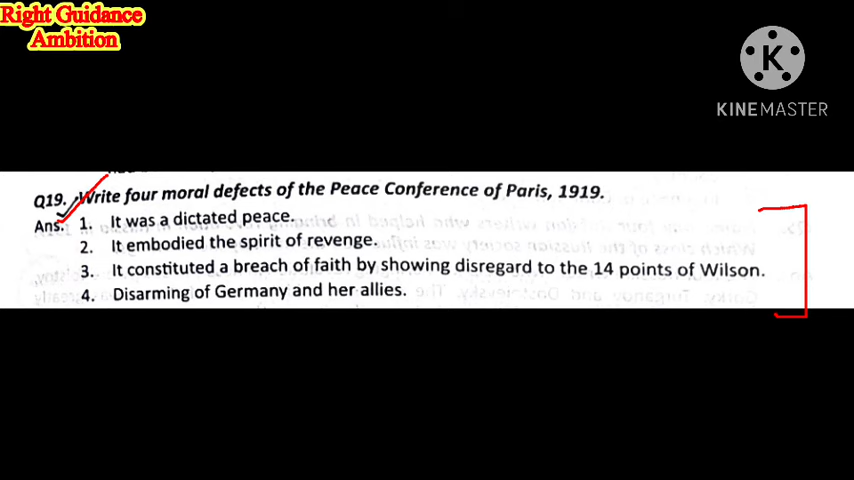 Right Guidance
Ambition
K
KINEMASTER
Q19. Write four moral defects of the Peace Conference of Paris, 1919.
Ans. 1. It was a dictated peace.
2. It embodied the spirit of revenge.
3. It constituted a breach of faith by showing disregard to the 14 points of Wilson.
4. Disarming of Germany and her allies.